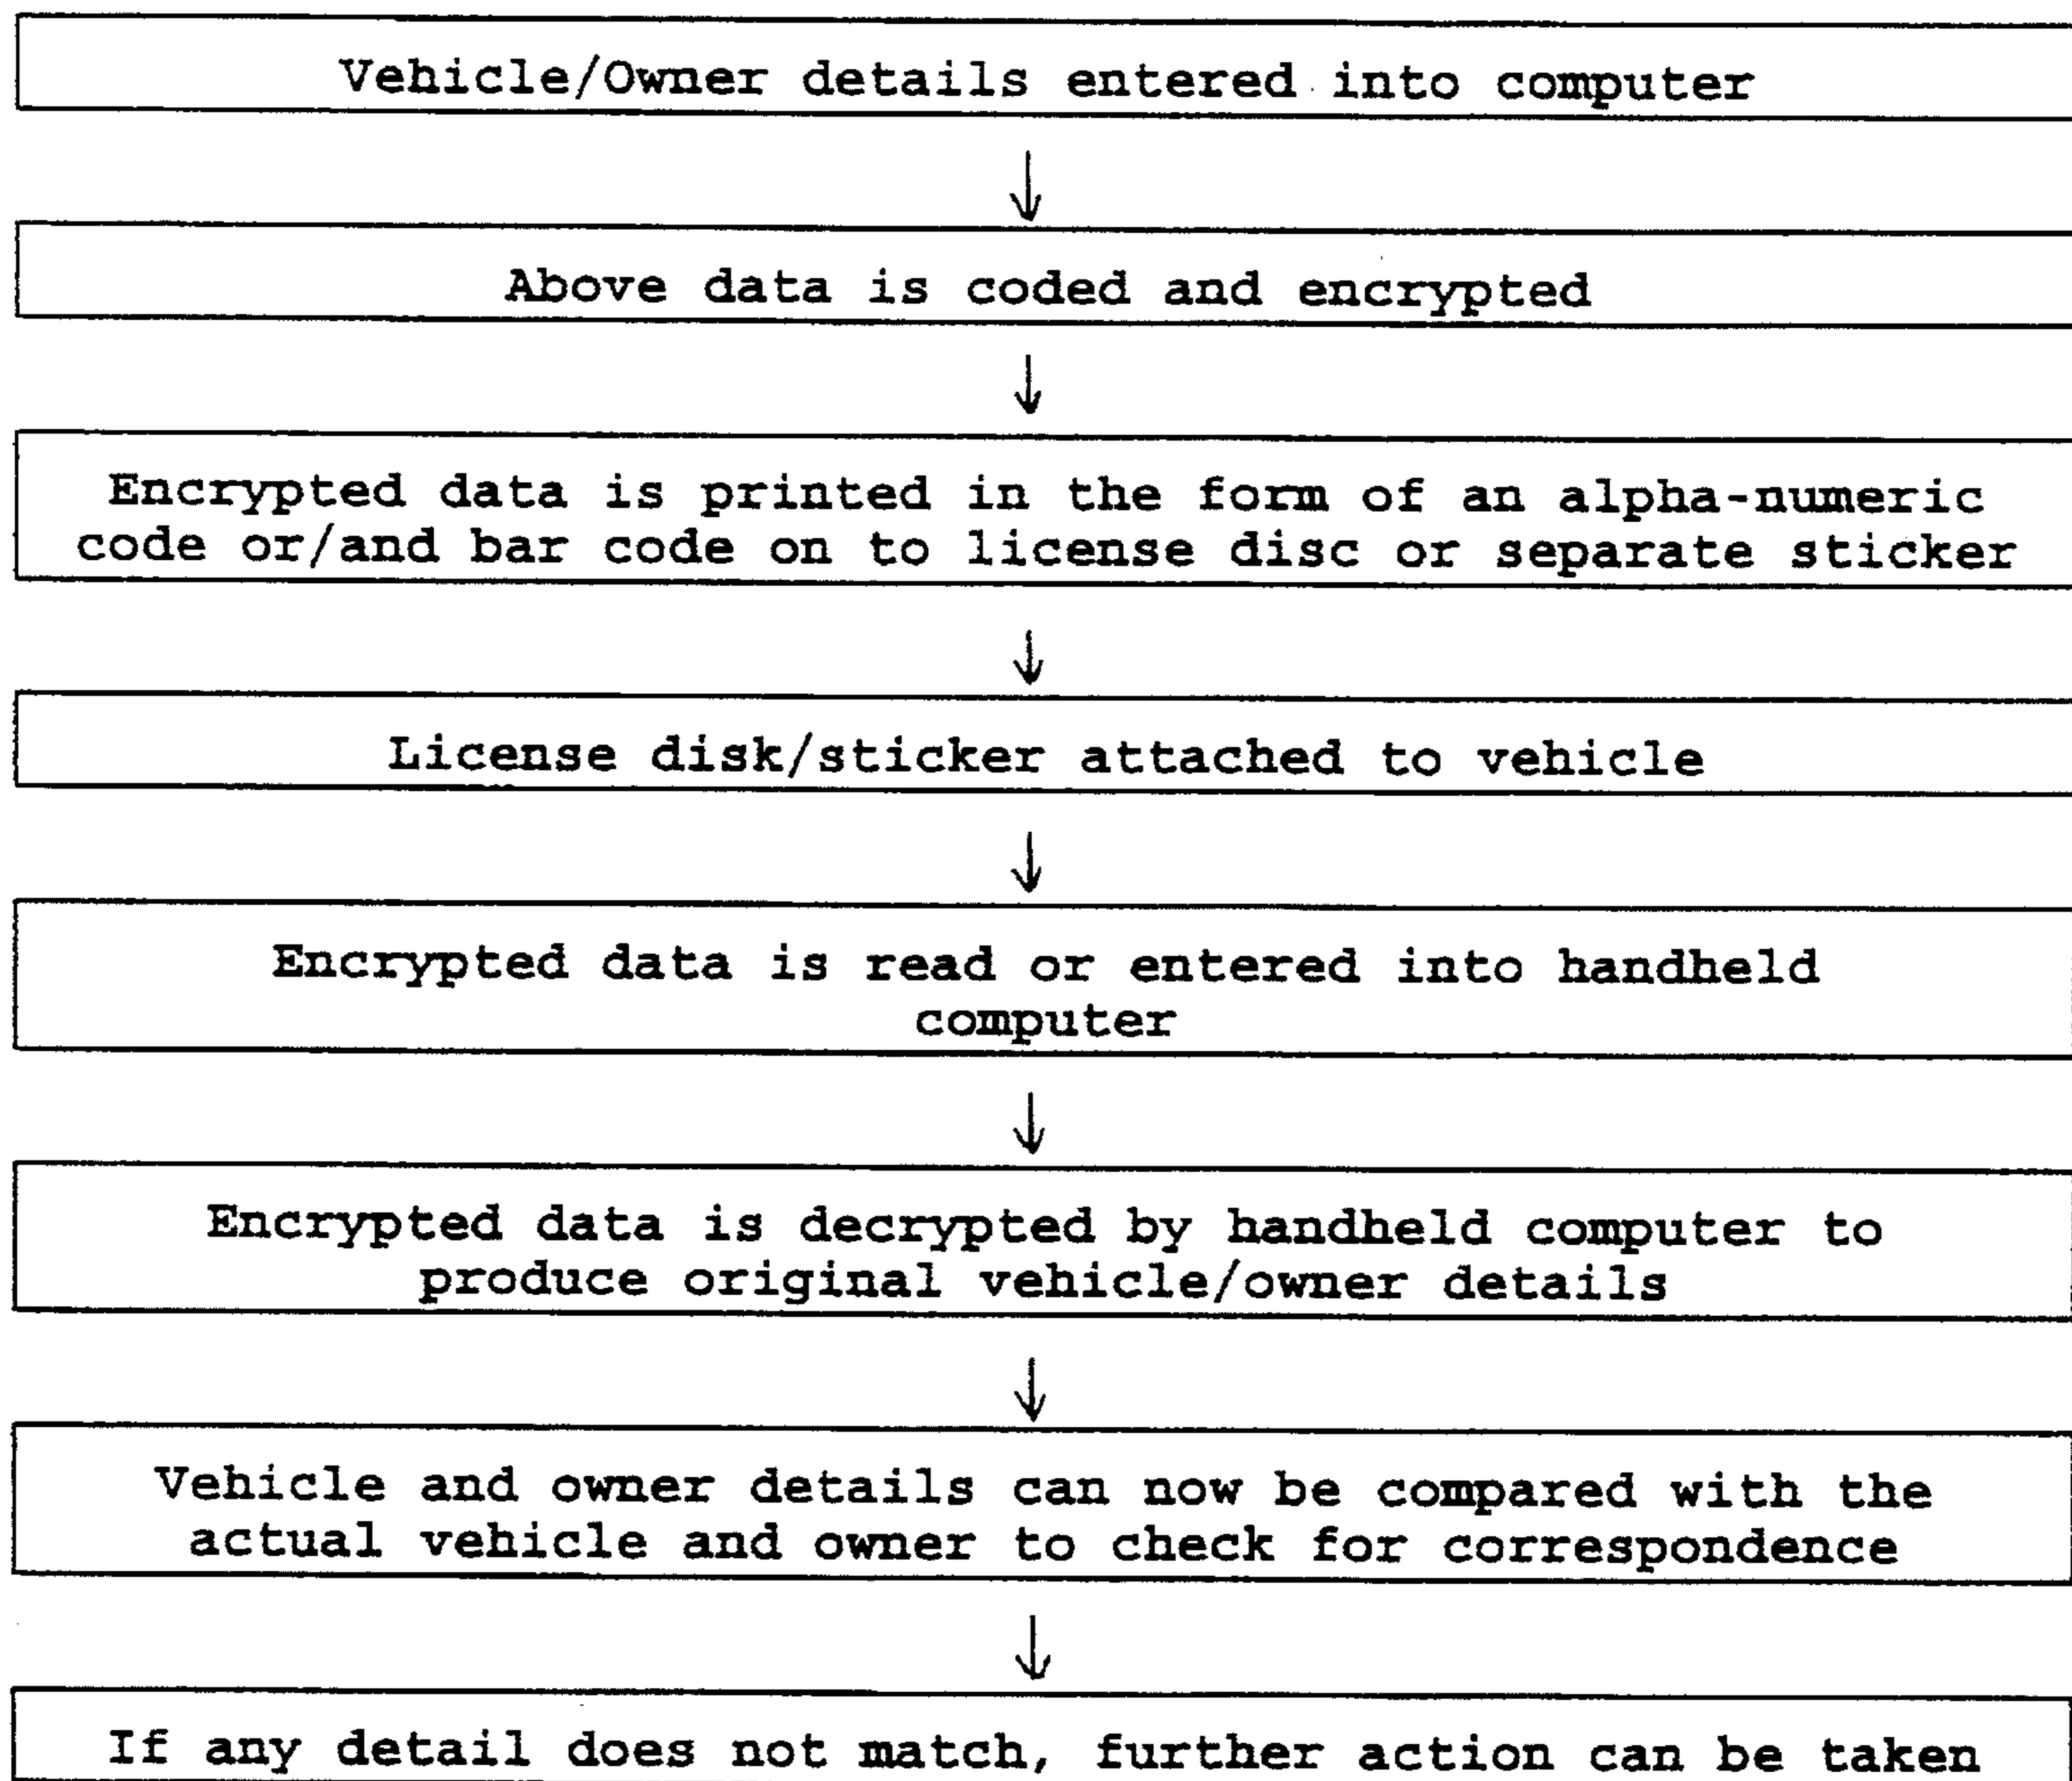 Vehicle/Owner details entered into computer
Above data is coded and encrypted
Encrypted data is printed in the form of an alpha-numeric
code or/and bar code on to license disc or separate sticker
License disk/sticker attached to vehicle
Encrypted data is read or entered into handheld
computer
Encrypted data is decrypted by handheld computer to
produce original vehicle/owner details
Vehicle and owner details can now be compared with the
actual vehicle and owner to check for correspondence
If any detail does not match, further action can be taken